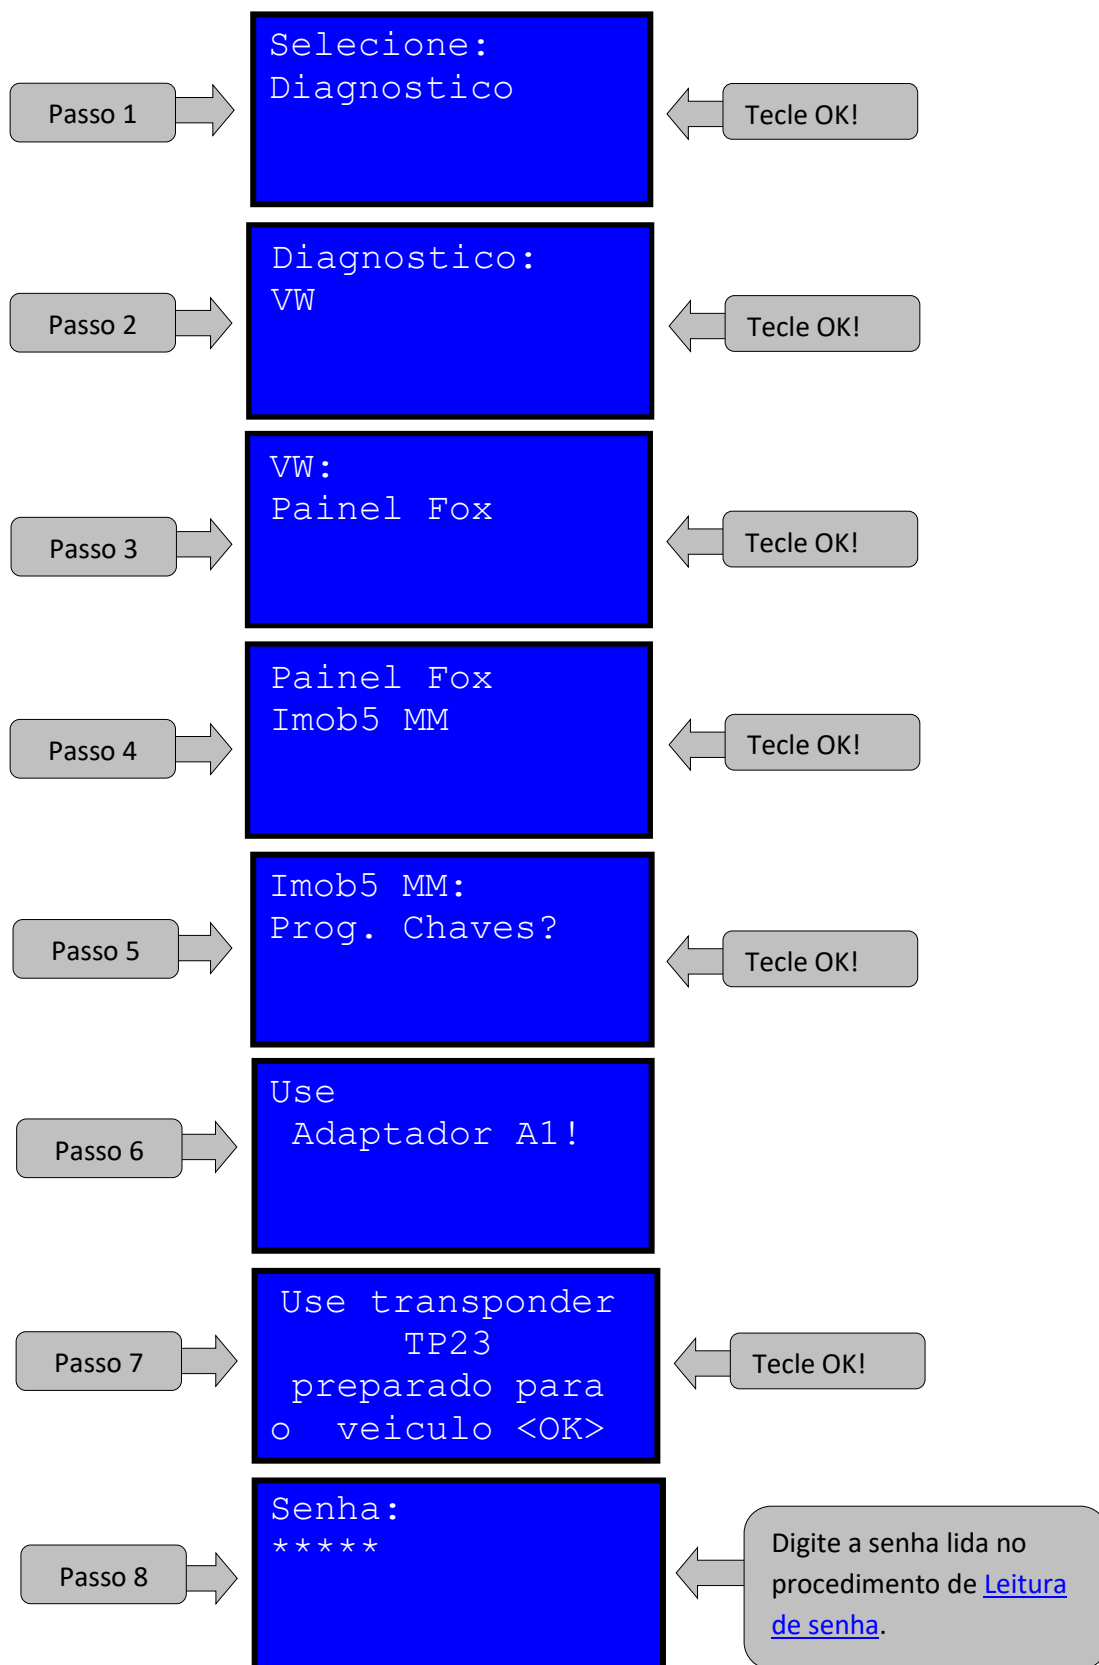 Passo 1
Selecione:
Diagnostico
Tecle OK!
Passo 2
Diagnostico:
VW
Tecle OK!
Passo 3
VW:
Painel Fox
Tecle OK!
Passo 4
Painel Fox
Imob5 MM
Tecle OK!
Passo 5
Imob5 MM:
Prog. Chaves?
Tecle OK!
Passo 6
Use
Adaptador A1!
Passo 7
Use transponder
TP23
preparado para
o veiculo <OK>
Tecle OK!
Passo 8
Senha:
*****
Digite a senha lida no
procedimento de Leitura
de senha.